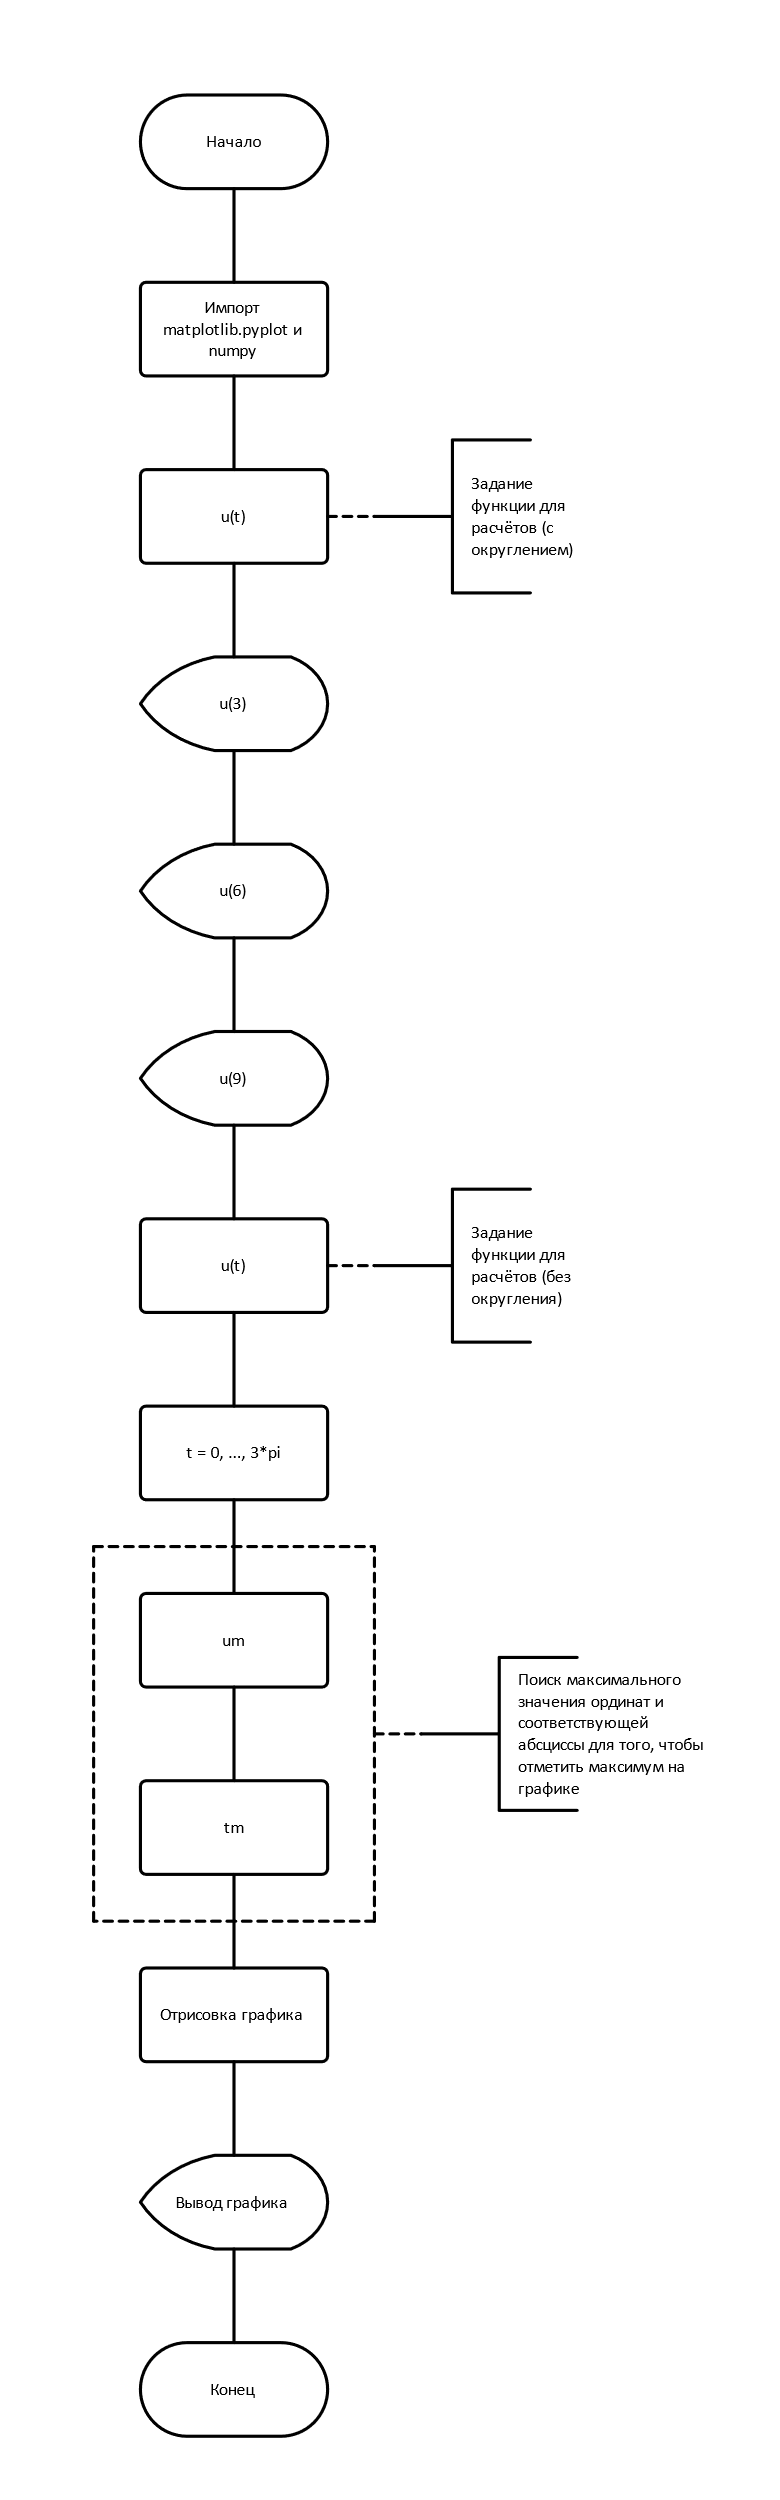 Начало
Импорт
matplotlib.pyplot и
numpy
u(t)
Задание
функции для
расчётов (с
округлением)
u(3)
u(6)
u(9)
u(t)
Задание
функции для
расчётов (без
округления)
t = 0, ..., 3*pi
um
tm
Поиск максимального
значения ординат и
соответствующей
абсциссы для того, чтобы
отметить максимум на
графике
Отрисовка графика
Вывод графика
Конец